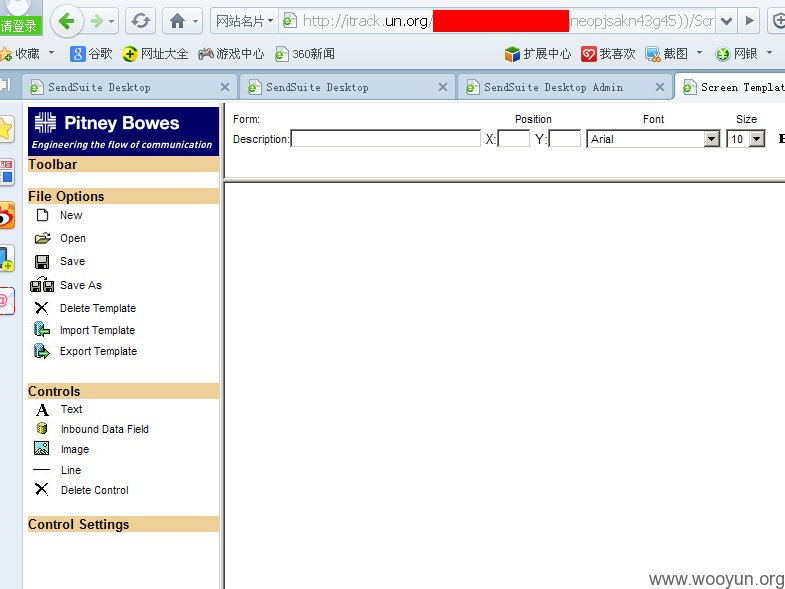 请登录
网站名片
http://itrack.un.org/ neopjsakn43g45))/Scr
收藏 谷歌 网址大全 游戏中心 360新闻 扩展中心 我喜欢 截图 网银
SendSuite Desktop SendSuite Desktop SendSuite Desktop Admin Screen Templat
Pitney Bowes
Engineering the flow of communication
Toolbar
File Options
New
Open
Save
Save As
Delete Template
Import Template
Export Template
Controls
A Text
Inbound Data Field
Image
Line
Delete Control
Control Settings
Form: Position Font Size
Description: X: Y: Arial 10 B
www.wooyun.org